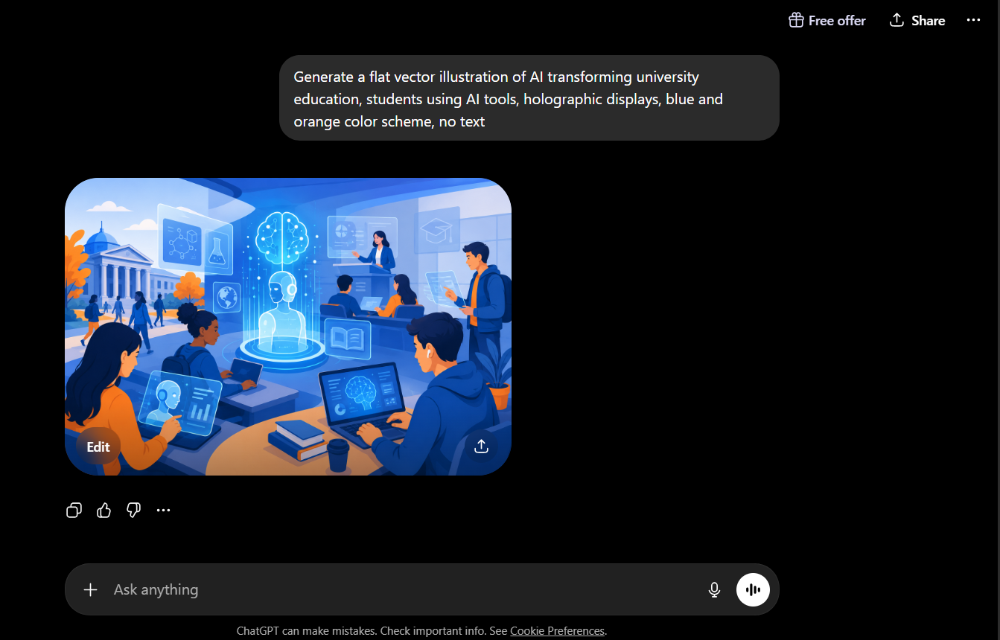 Free offer
Share
Generate a flat vector illustration of AI transforming university
education, students using AI tools, holographic displays, blue and
orange color scheme, no text
Edit
Ask anything
ChatGPT can make mistakes. Check important info. See Cookie Preferences.